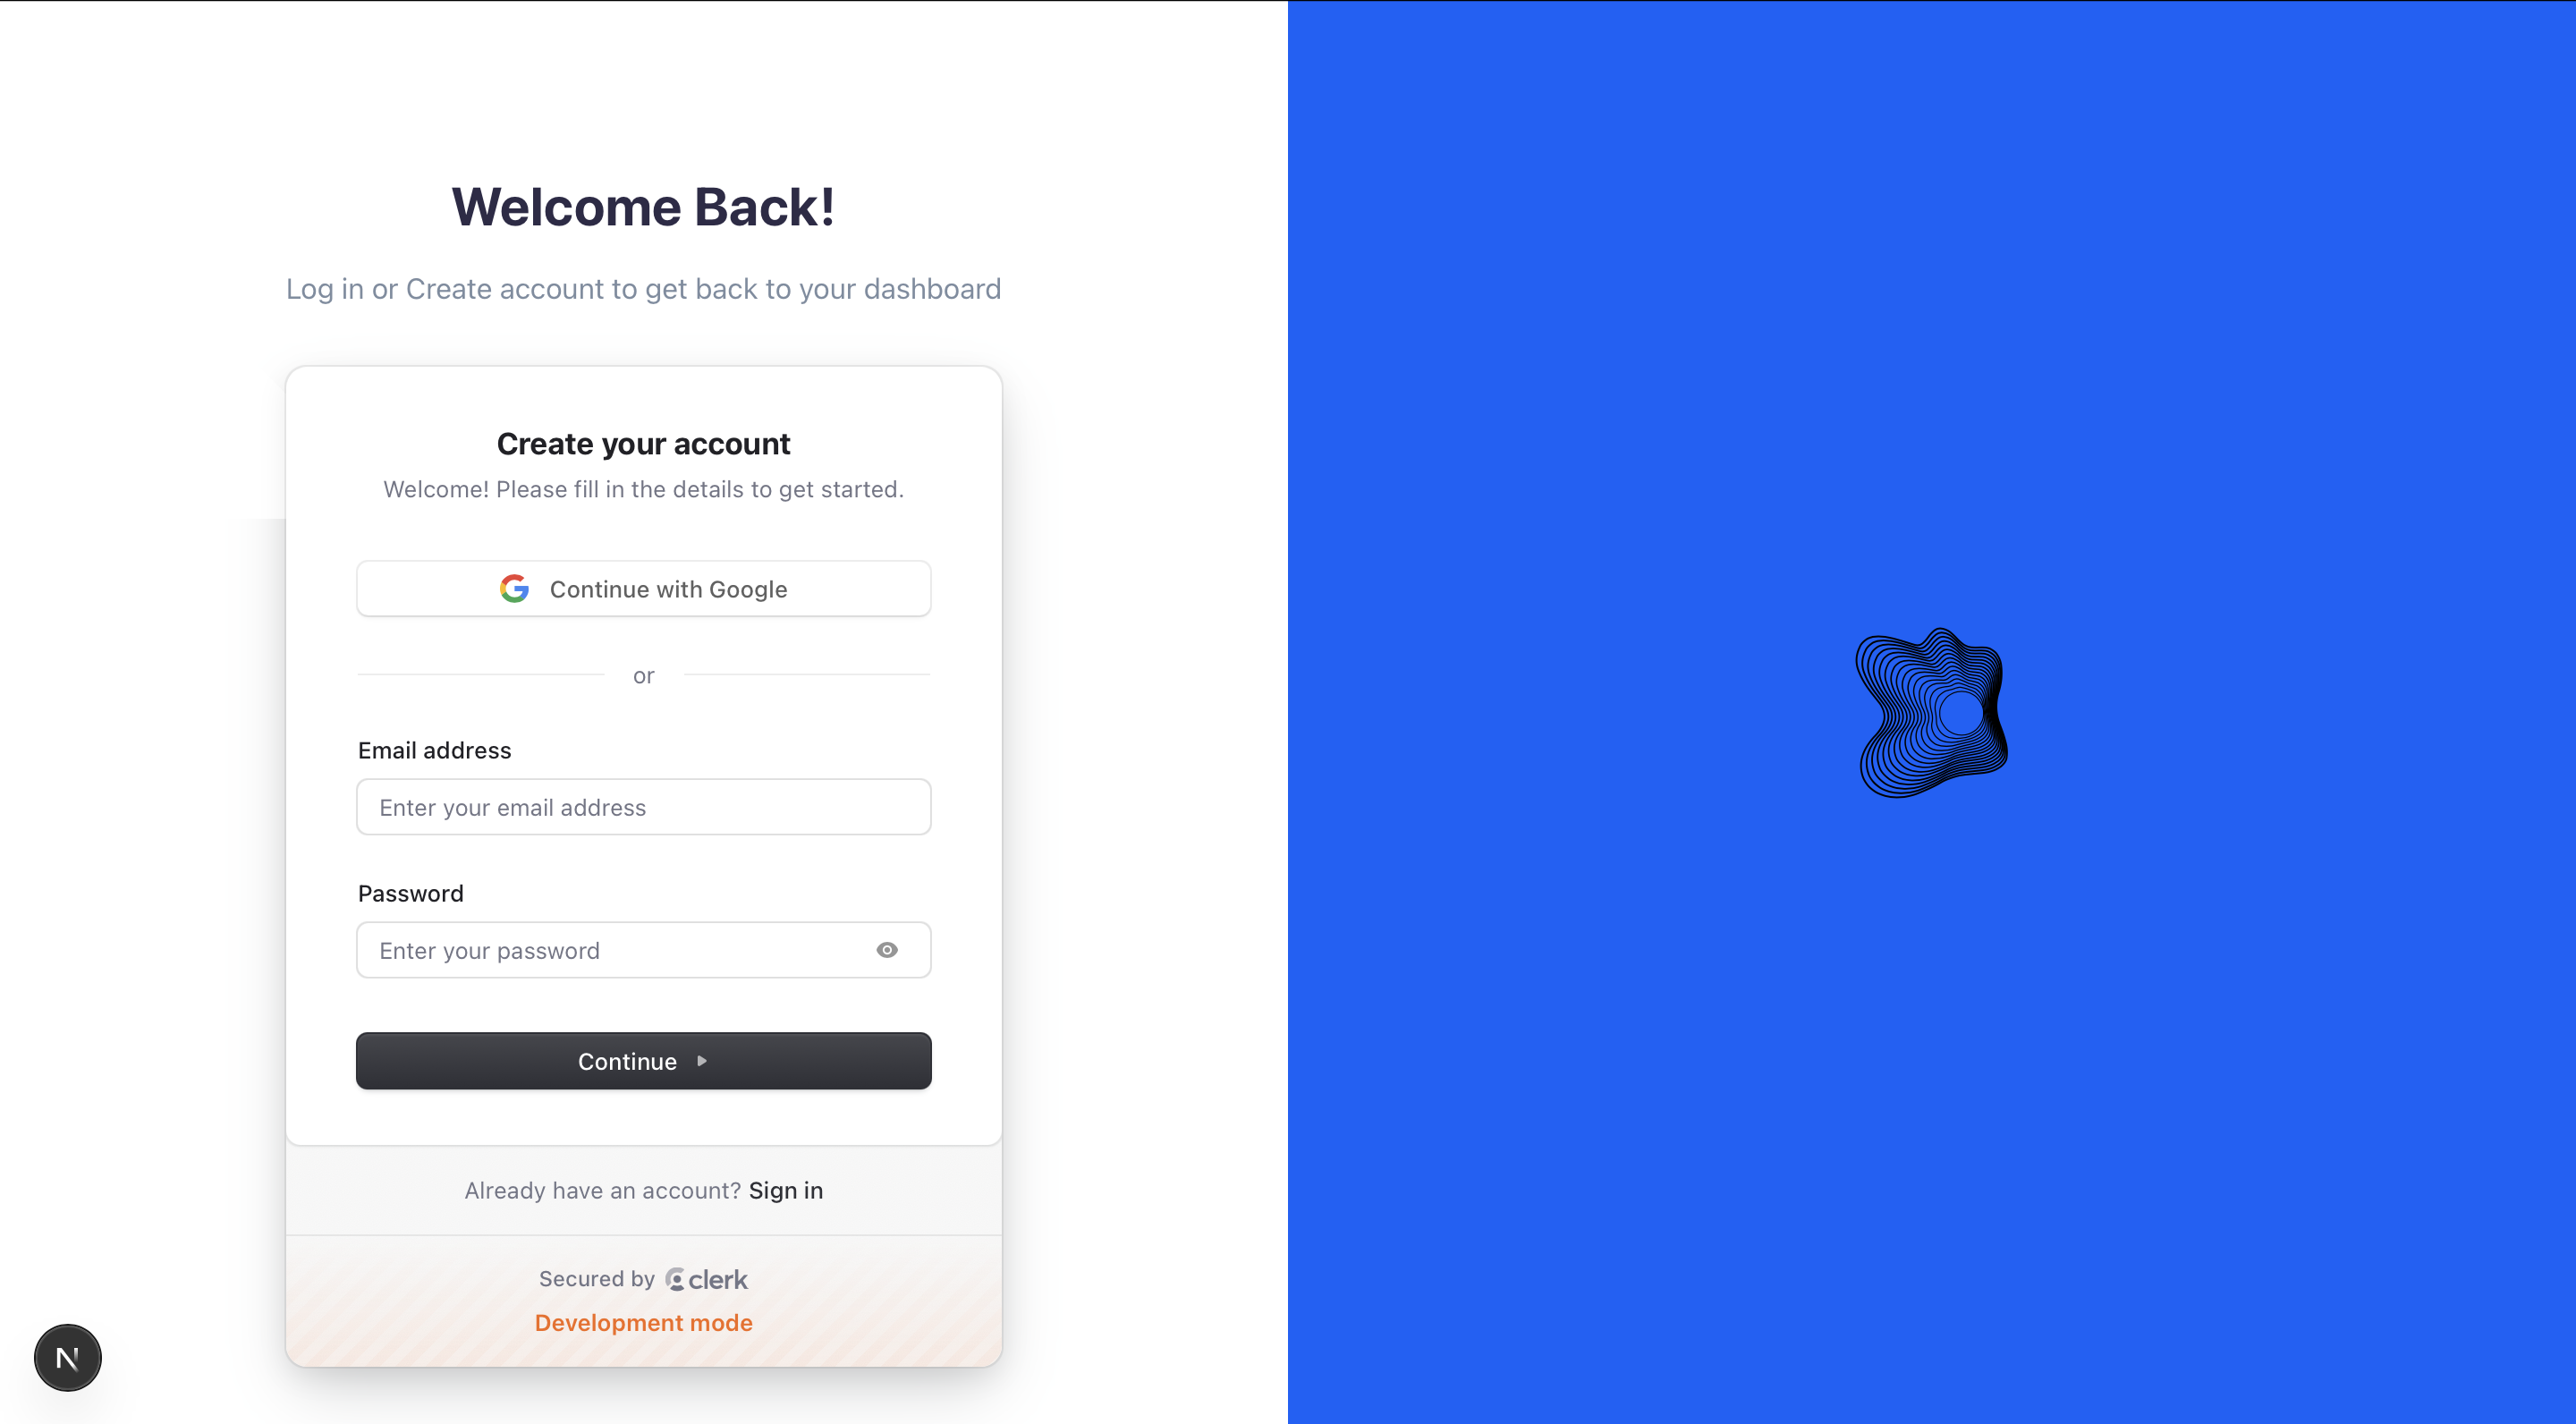 Welcome Back!
Log in or Create account to get back to your dashboard
Create your account
Welcome! Please fill in the details to get started.
Continue with Google
or
Email address
Enter your email address
Password
Enter your password
Continue
Already have an account? Sign in
Secured by clerk
Development mode
N